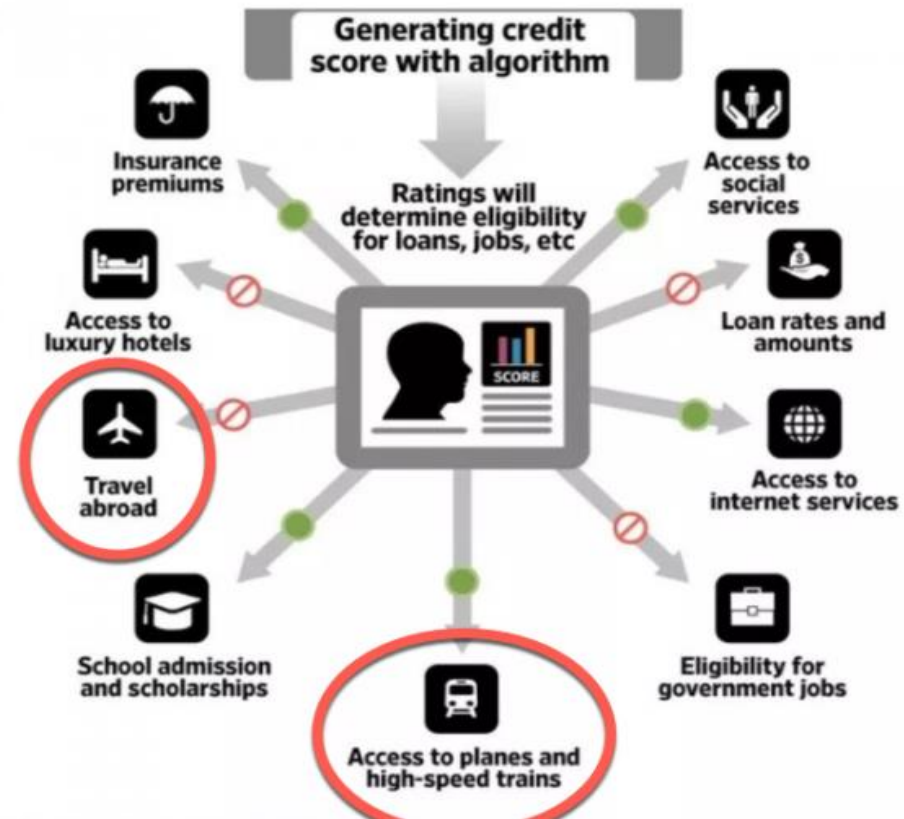 Generating credit
score with algorithm
Ratings will
determine eligibility
for loans, jobs, etc
Insurance
premiums
Access to
social
services
Access to
luxury hotels
Loan rates and
amounts
SCORE
Travel
abroad
Access to
internet services
School admission
and scholarships
Eligibility for
government jobs
Access to planes and
high-speed trains